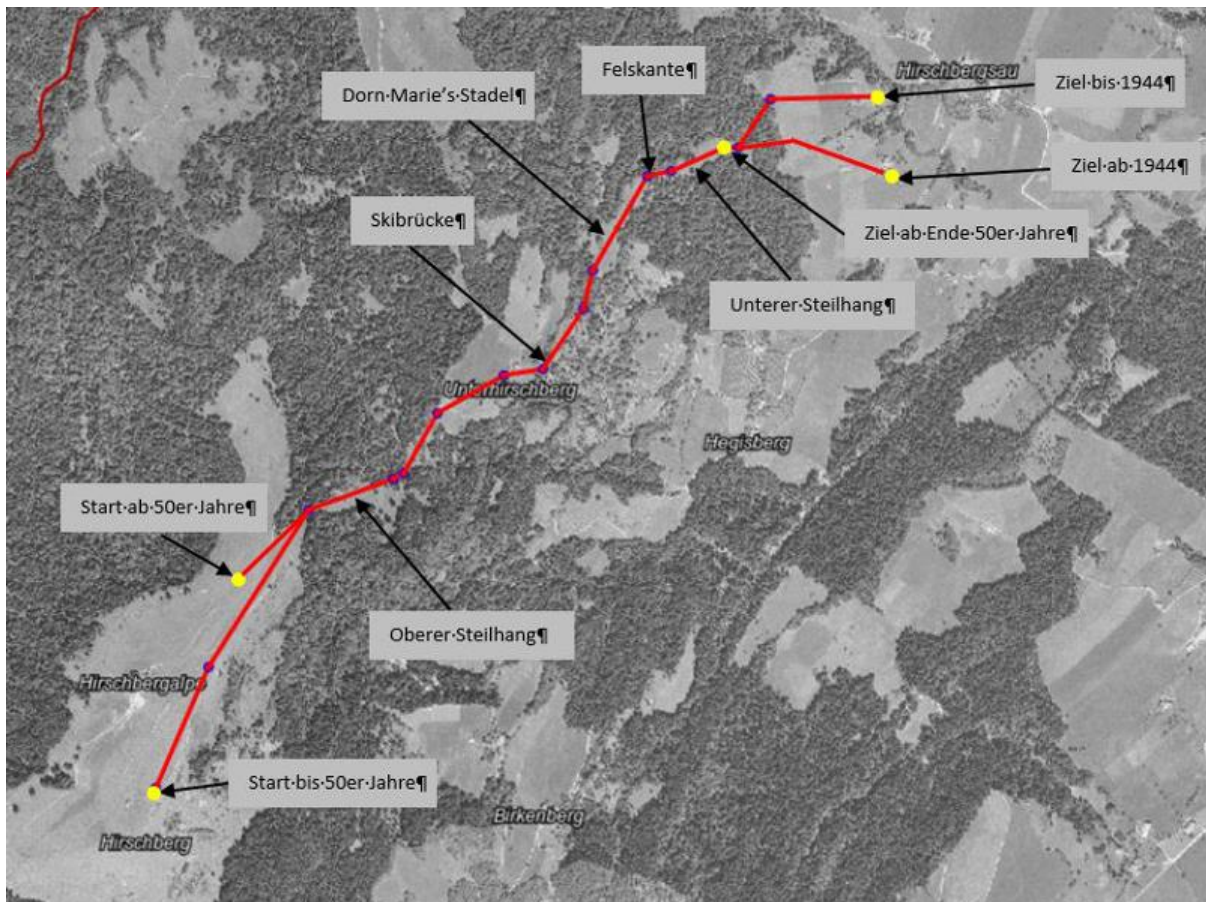 Felskante¶
Hirschbergsau
Ziel·bis·1944¶
Dorn·Marie's·Stadel¶
Ziel·ab·1944¶
Skibrücke¶
Ziel·ab·Ende·50er·Jahre¶
Unterer·Steilhang¶
Unterhirschberg
Hegisberg
Start·ab·50er·Jahre¶
Oberer·Steilhang¶
Hirschbergalpe
Start·bis·50er·Jahre¶
Birkenberg
Hirschberg